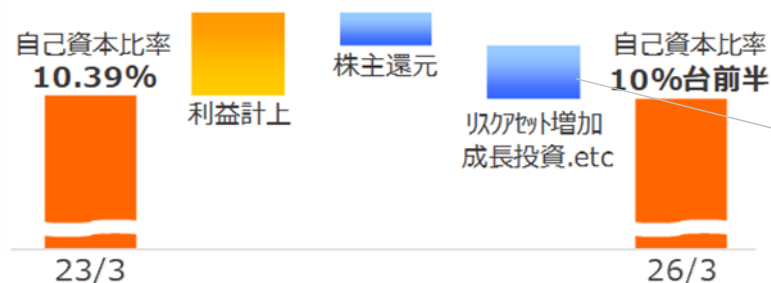 自己資本比率
10.39%
利益計上
株主還元
ﾘｽｸｱｾｯﾄ増加
成長投資.etc
自己資本比率
10%台前半
23/3
26/3